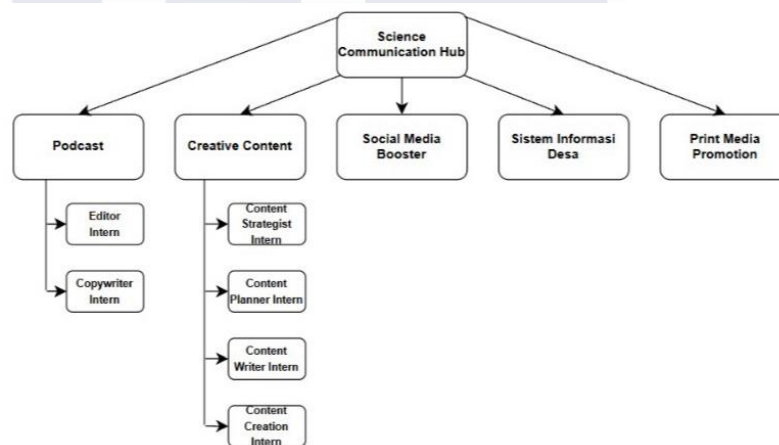 Science
Communication Hub
Podcast
Creative Content
Social Media
Booster
Sistem Informasi
Desa
Print Media
Promotion
Editor
Intern
Copywriter
Intern
Content
Strategist
Intern
Content
Planner Intern
Content
Writer Intern
Content
Creation
Intern